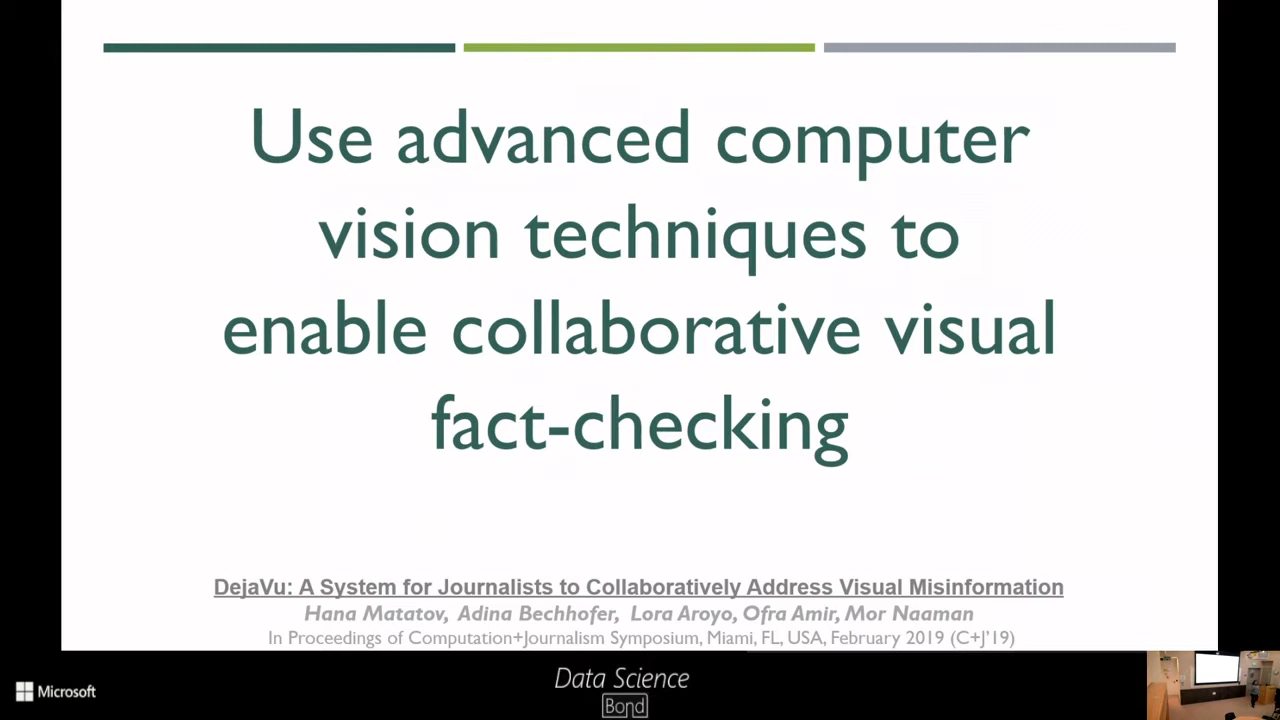 Use advanced computer
vision techniques to
enable collaborative visual
fact-checking
DejaVu: A System for Journalists to Collaboratively Address Visual Misinformation
Hana Matatov, Adina Bechhofer, Lora Aroyo, Ofra Amir, Mor Naaman
In Proceedings of Computation+Journalism Symposium, Miami, FL, USA, February 2019 (C+J'19)
Microsoft
Data Science
Bond